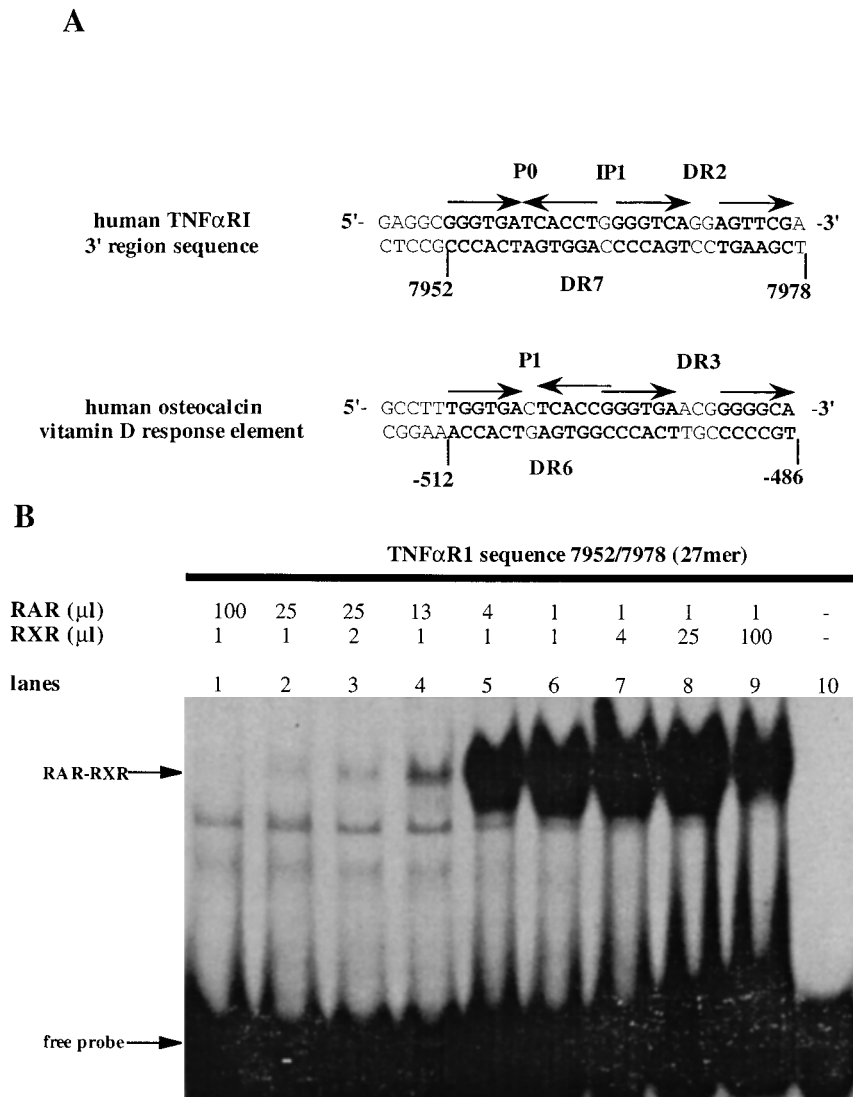 A
P0 IP1 DR2
human TNFαRI
3' region sequence
5'- GAGGCGGGTGATCACCTGGGGTCAGGAGTTCGA -3'
CTCCGCCCACTAGTGGACCCCAGTCCTGAAGCT
7952 DR7 7978
P1 DR3
human osteocalcin
vitamin D response element
5'- GCCTTTGGTGACTCACCGGGTGAACGGGGGCA -3'
CGGAAACCACTGAGTGGCCCACTTGCCCCCGT
-512 DR6 -486
B
TNFαR1 sequence 7952/7978 (27mer)
RAR (µl) 100 25 25 13 4 1 1 1 1 -
RXR (µl) 1 1 2 1 1 1 4 25 100 -
lanes 1 2 3 4 5 6 7 8 9 10
RAR-RXR
free probe